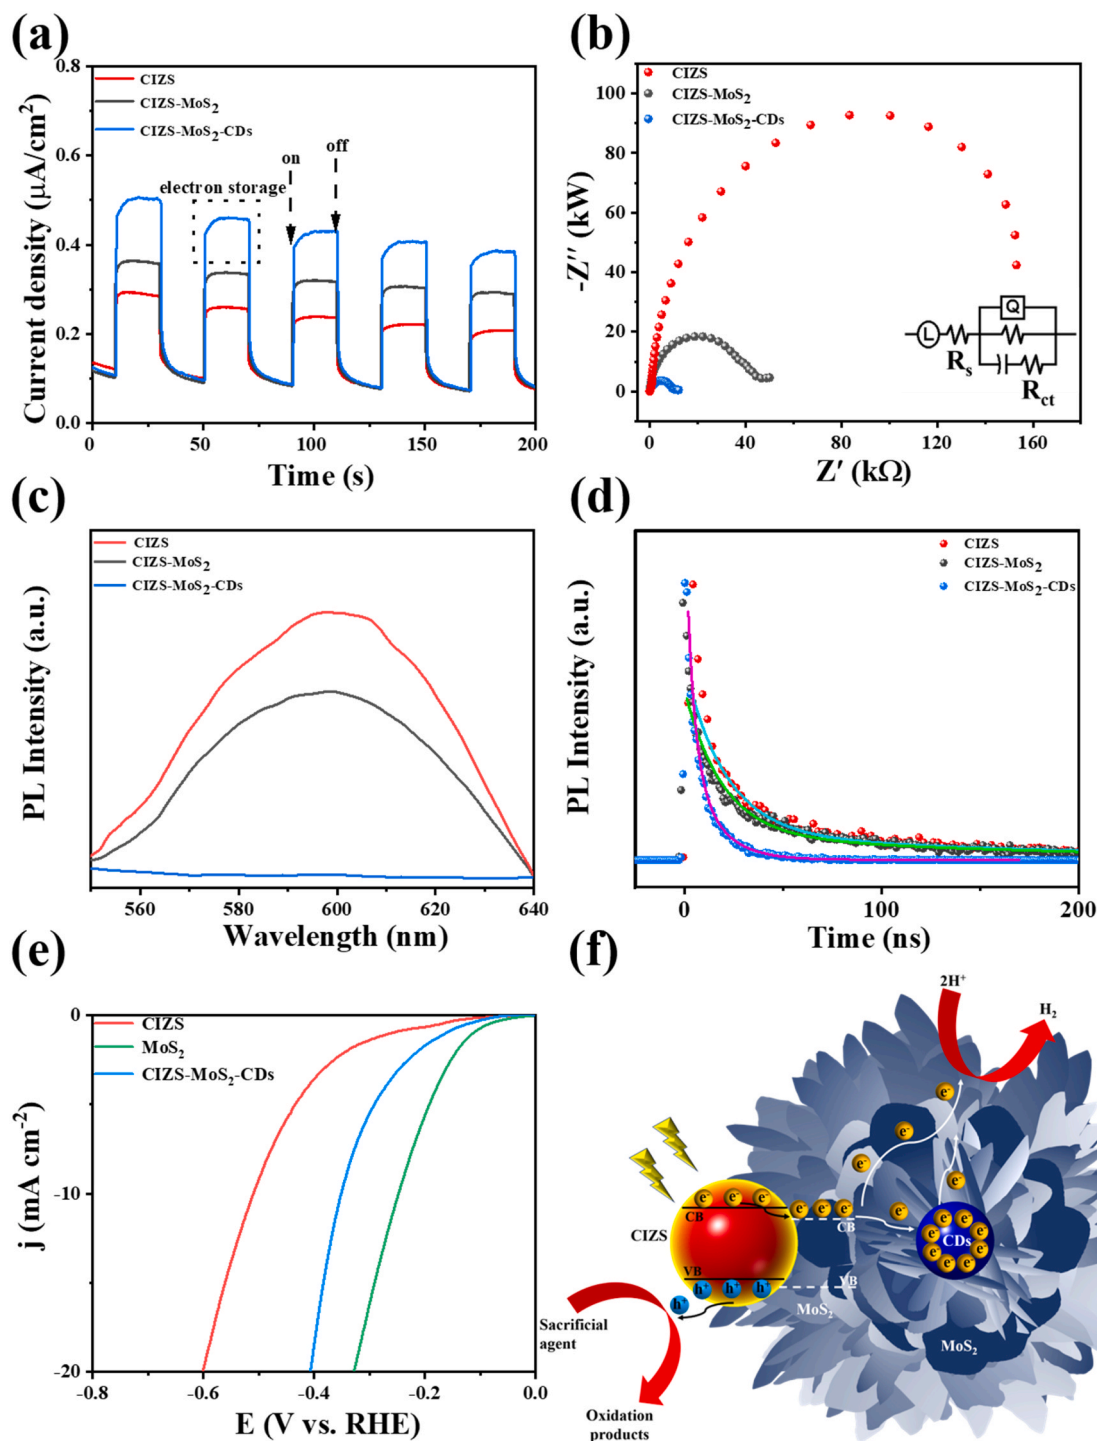 (a)
0.8
0.6
0.4
0.2
0.0
Current density (μA/cm²)
CIZS
CIZS-MoS₂
CIZS-MoS₂-CDs
electron storage
on
off
0
50
100
150
200
Time (s)
(b)
100
80
60
40
20
0
-Z′′ (kW)
CIZS
CIZS-MoS₂
CIZS-MoS₂-CDs
L
Rₛ
Q
R꜀ₜ
0
40
80
120
160
Z′ (kΩ)
(c)
PL Intensity (a.u.)
CIZS
CIZS-MoS₂
CIZS-MoS₂-CDs
560
580
600
620
640
Wavelength (nm)
(d)
PL Intensity (a.u.)
CIZS
CIZS-MoS₂
CIZS-MoS₂-CDs
0
100
200
Time (ns)
(e)
0
-10
-20
j (mA cm⁻²)
CIZS
MoS₂
CIZS-MoS₂-CDs
-0.8
-0.6
-0.4
-0.2
0.0
E (V vs. RHE)
(f)
2H⁺
H₂
e⁻
e⁻
e⁻
e⁻
e⁻ e⁻ e⁻
e⁻ e⁻ e⁻
e⁻
CB
CB
CIZS
e⁻ e⁻
e⁻ e⁻
CDs
e⁻ e⁻
e⁻ e⁻
VB
VB
h⁺ h⁺ h⁺
h⁺
MoS₂
MoS₂
Sacrificial
agent
Oxidation
products